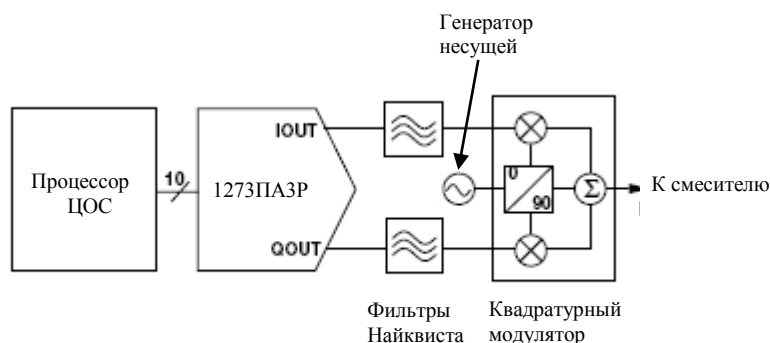 Генератор
несущей
IOUT
Процессор
ЦОС
10
1273ПА3Р
0
90
Σ
К смесителю
QOUT
Фильтры
Найквиста
Квадратурный
модулятор